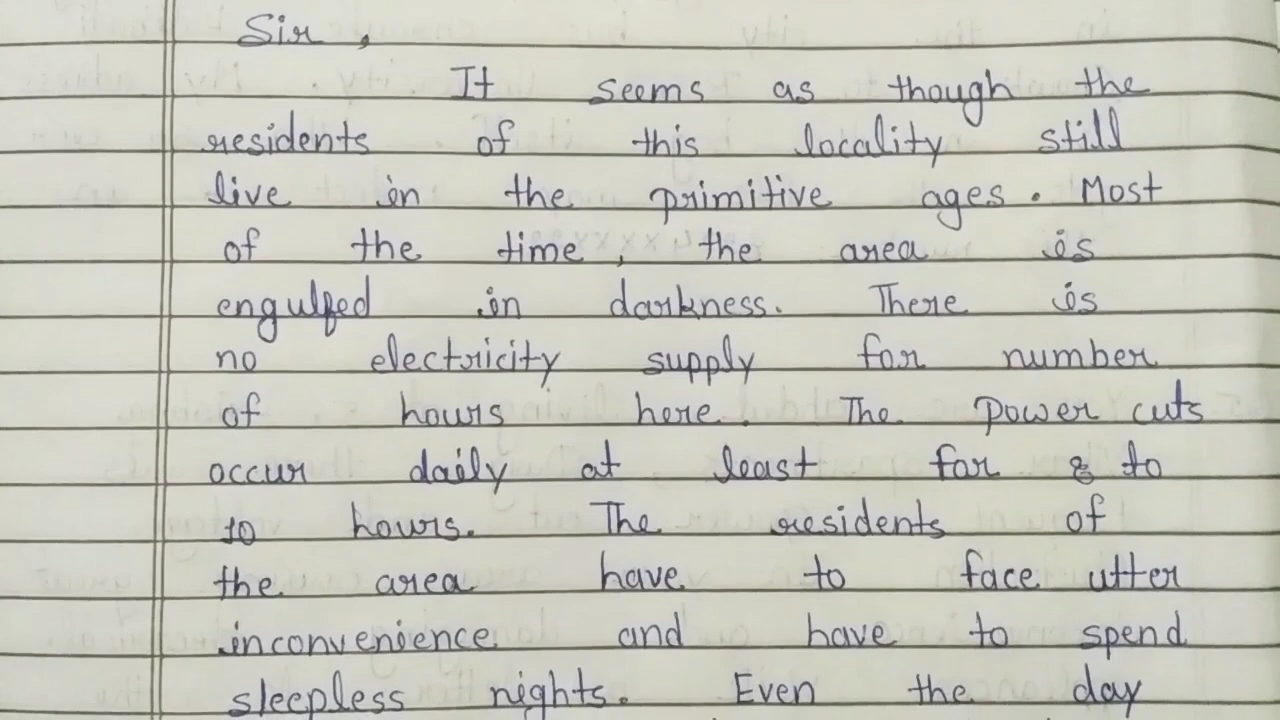 Sir,
It seems as though the
residents of this locality still
live in the primitive ages. Most
of the time, the area is
engulfed in darkness. There is
no electricity supply for number
of hours here. The power cuts
occur daily at least for 8 to
10 hours. The residents of
the area have to face utter
inconvenience and have to spend
sleepless nights. Even the day